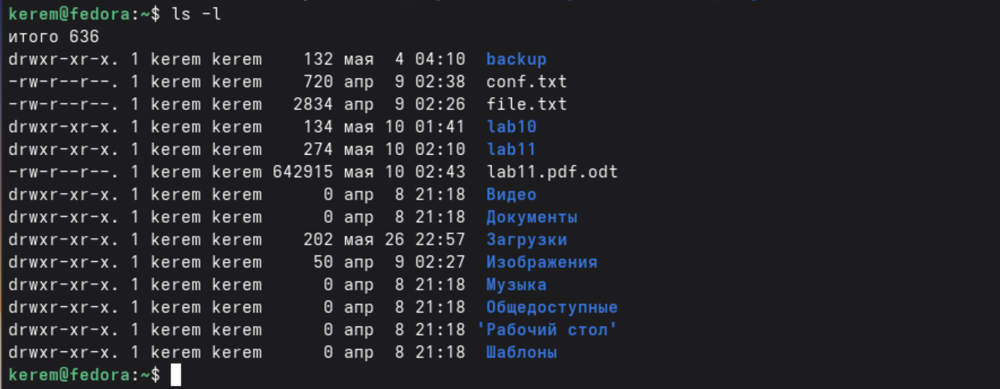 kerem@fedora:~$ ls -l
итого 636
drwxr-xr-x. 1 kerem kerem    132 мая  4 04:10  backup
-rw-r--r--. 1 kerem kerem    720 апр  9 02:38  conf.txt
-rw-r--r--. 1 kerem kerem   2834 апр  9 02:26  file.txt
drwxr-xr-x. 1 kerem kerem    134 мая 10 01:41  lab10
drwxr-xr-x. 1 kerem kerem    274 мая 10 02:10  lab11
-rw-r--r--. 1 kerem kerem 642915 мая 10 02:43  lab11.pdf.odt
drwxr-xr-x. 1 kerem kerem      0 апр  8 21:18  Видео
drwxr-xr-x. 1 kerem kerem      0 апр  8 21:18  Документы
drwxr-xr-x. 1 kerem kerem    202 мая 26 22:57  Загрузки
drwxr-xr-x. 1 kerem kerem     50 апр  9 02:27  Изображения
drwxr-xr-x. 1 kerem kerem      0 апр  8 21:18  Музыка
drwxr-xr-x. 1 kerem kerem      0 апр  8 21:18  Общедоступные
drwxr-xr-x. 1 kerem kerem      0 апр  8 21:18 'Рабочий стол'
drwxr-xr-x. 1 kerem kerem      0 апр  8 21:18  Шаблоны
kerem@fedora:~$